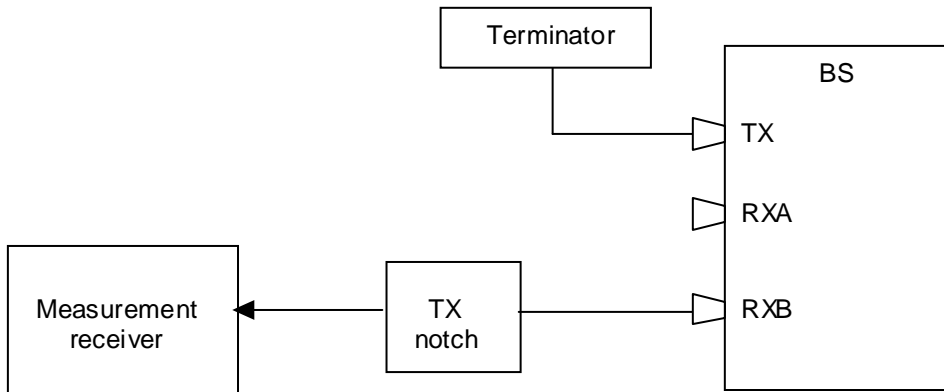 Terminator
BS
TX
RXA
Measurement
receiver
TX
notch
RXB